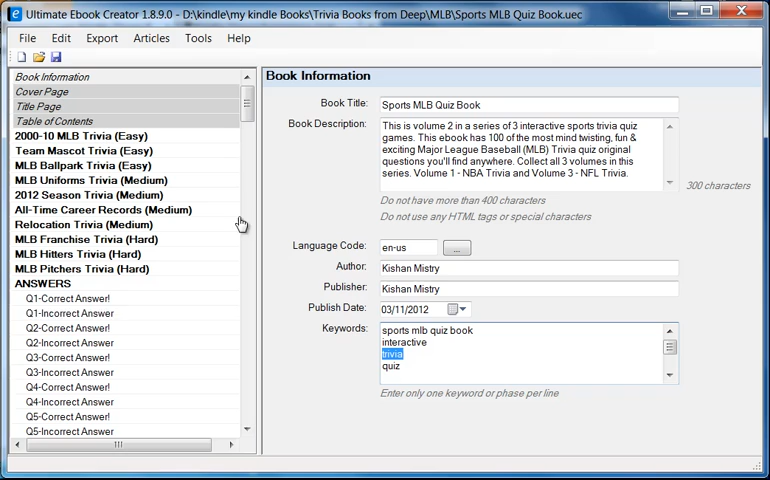 Ultimate Ebook Creator 1.8.9.0 - D:\kindle\my kindle Books\Trivia Books from Deep\MLB\Sports MLB Quiz Book.uec
File Edit Export Articles Tools Help
Book Information
Cover Page
Title Page
Table of Contents
2000-10 MLB Trivia (Easy)
Team Mascot Trivia (Easy)
MLB Ballpark Trivia (Easy)
MLB Uniforms Trivia (Medium)
2012 Season Trivia (Medium)
All-Time Career Records (Medium)
Relocation Trivia (Medium)
MLB Franchise Trivia (Hard)
MLB Hitters Trivia (Hard)
MLB Pitchers Trivia (Hard)
ANSWERS
Q1-Correct Answer!
Q1-Incorrect Answer
Q2-Correct Answer!
Q2-Incorrect Answer
Q3-Correct Answer!
Q3-Incorrect Answer
Q4-Correct Answer!
Q4-Incorrect Answer
Q5-Correct Answer!
Q5-Incorrect Answer
Book Information
Book Title: Sports MLB Quiz Book
Book Description: This is volume 2 in a series of 3 interactive sports trivia quiz
games. This ebook has 100 of the most mind twisting, fun &
exciting Major League Baseball (MLB) Trivia quiz original
questions you'll find anywhere. Collect all 3 volumes in this
series. Volume 1 - NBA Trivia and Volume 3 - NFL Trivia.
300 characters
Do not have more than 400 characters
Do not use any HTML tags or special characters
Language Code: en-us ...
Author: Kishan Mistry
Publisher: Kishan Mistry
Publish Date: 03/11/2012
Keywords: sports mlb quiz book
interactive
trivia
quiz
Enter only one keyword or phase per line